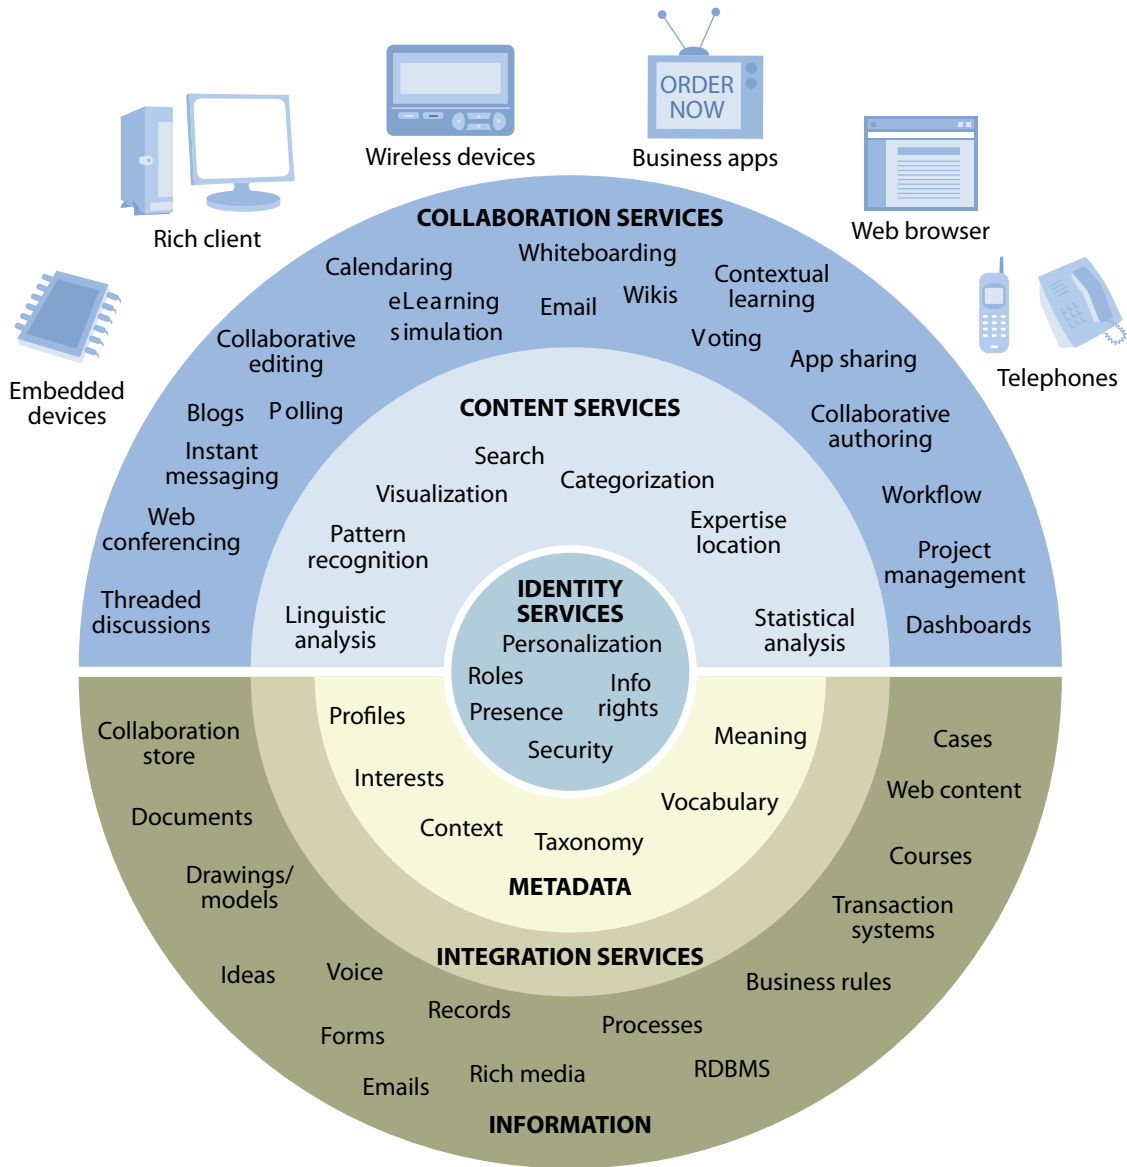 ORDER
NOW
Wireless devices
Business apps
Rich client
Web browser
Embedded
devices
Telephones
COLLABORATION SERVICES
Whiteboarding
Calendaring
Contextual
learning
eLearning
simulation
Email
Wikis
Voting
Collaborative
editing
App sharing
Blogs
Polling
Collaborative
authoring
Instant
messaging
Workflow
Web
conferencing
Project
management
Threaded
discussions
Dashboards
CONTENT SERVICES
Search
Categorization
Visualization
Pattern
recognition
Expertise
location
Linguistic
analysis
Statistical
analysis
IDENTITY
SERVICES
Personalization
Roles
Info
rights
Presence
Security
Profiles
Meaning
Interests
Vocabulary
Context
Taxonomy
METADATA
INTEGRATION SERVICES
Collaboration
store
Cases
Web content
Documents
Courses
Drawings/
models
Transaction
systems
Ideas
Voice
Business rules
Records
Processes
Forms
Rich media
RDBMS
Emails
INFORMATION